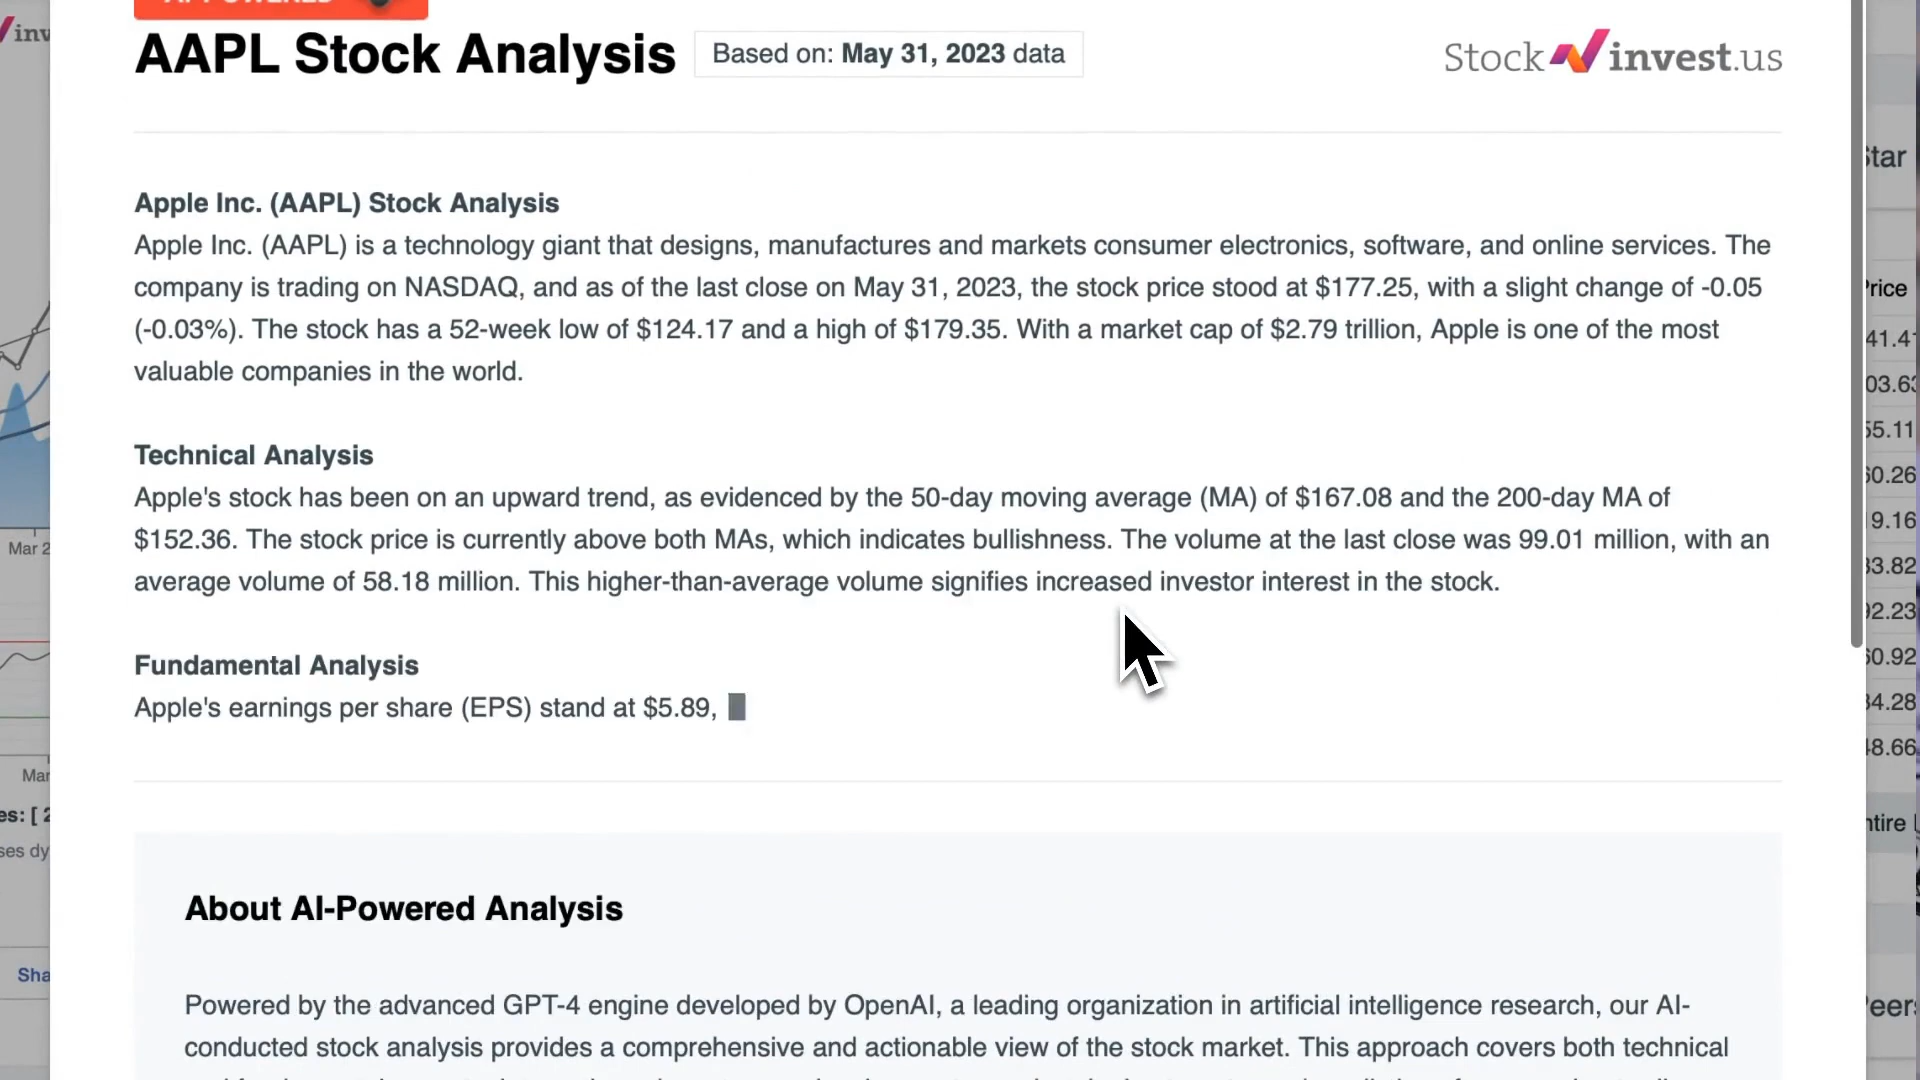 AAPL Stock Analysis
Based on: May 31, 2023 data
Stock invest.us
Apple Inc. (AAPL) Stock Analysis
Apple Inc. (AAPL) is a technology giant that designs, manufactures and markets consumer electronics, software, and online services. The
company is trading on NASDAQ, and as of the last close on May 31, 2023, the stock price stood at $177.25, with a slight change of -0.05
(-0.03%). The stock has a 52-week low of $124.17 and a high of $179.35. With a market cap of $2.79 trillion, Apple is one of the most
valuable companies in the world.
Technical Analysis
Apple's stock has been on an upward trend, as evidenced by the 50-day moving average (MA) of $167.08 and the 200-day MA of
$152.36. The stock price is currently above both MAs, which indicates bullishness. The volume at the last close was 99.01 million, with an
average volume of 58.18 million. This higher-than-average volume signifies increased investor interest in the stock.
Fundamental Analysis
Apple's earnings per share (EPS) stand at $5.89,
About AI-Powered Analysis
Powered by the advanced GPT-4 engine developed by OpenAI, a leading organization in artificial intelligence research, our AI-
conducted stock analysis provides a comprehensive and actionable view of the stock market. This approach covers both technical